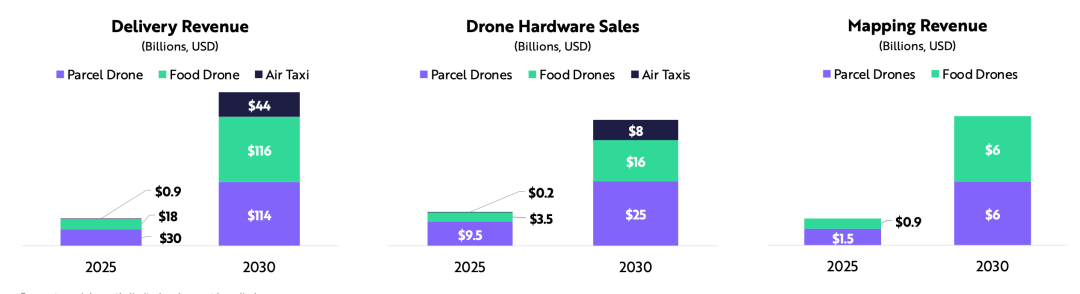 Delivery Revenue
(Billions, USD)
Parcel Drone Food Drone Air Taxi
$44
$116
$114
$0.9
$18
$30
2025 2030
Drone Hardware Sales
(Billions, USD)
Parcel Drones Food Drones Air Taxis
$8
$16
$25
$0.2
$3.5
$9.5
2025 2030
Mapping Revenue
(Billions, USD)
Parcel Drones Food Drones
$6
$6
$0.9
$1.5
2025 2030